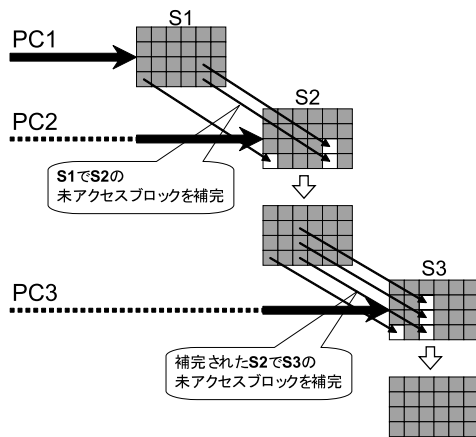 S1
PC1
S2
PC2
S1でS2の
未アクセスブロックを補完
S3
PC3
補完されたS2でS3の
未アクセスブロックを補完